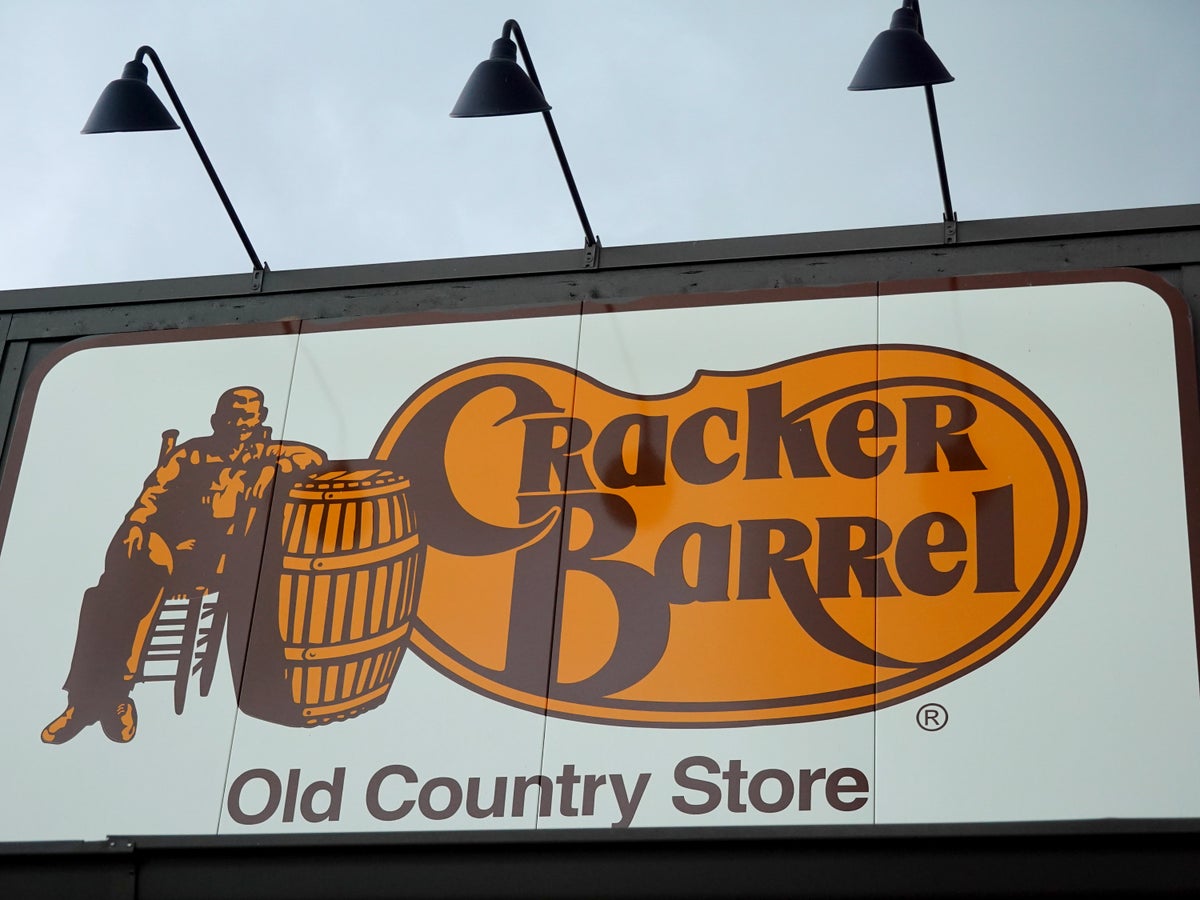 Cracker
Barrel
®
Old Country Store